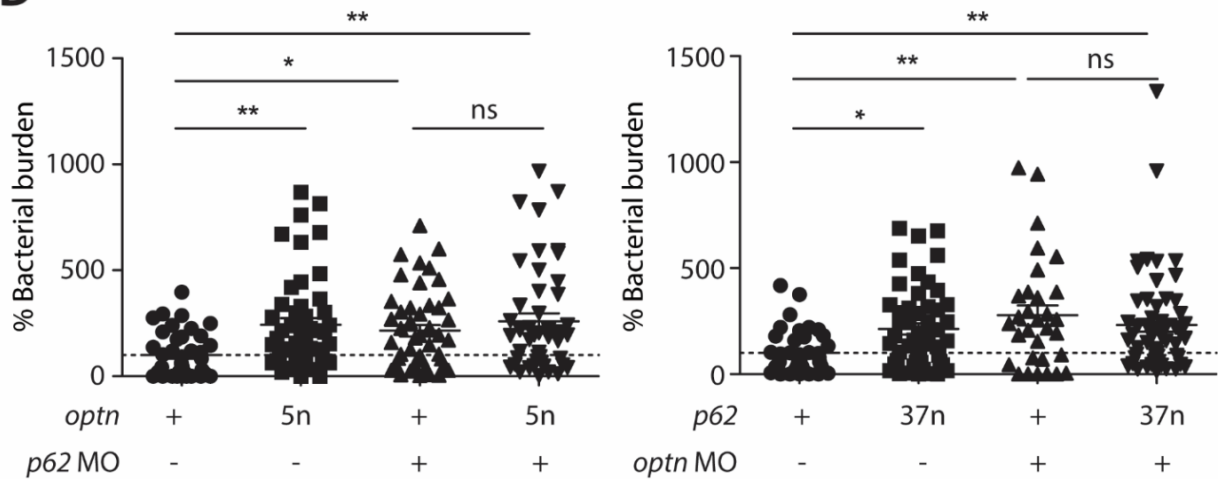 D
** **
* ** ns
** ns *
1500 1500
1000 1000
500 500
0 0
% Bacterial burden % Bacterial burden
optn + 5n + 5n p62 + 37n + 37n
p62 MO - - + + optn MO - - + +